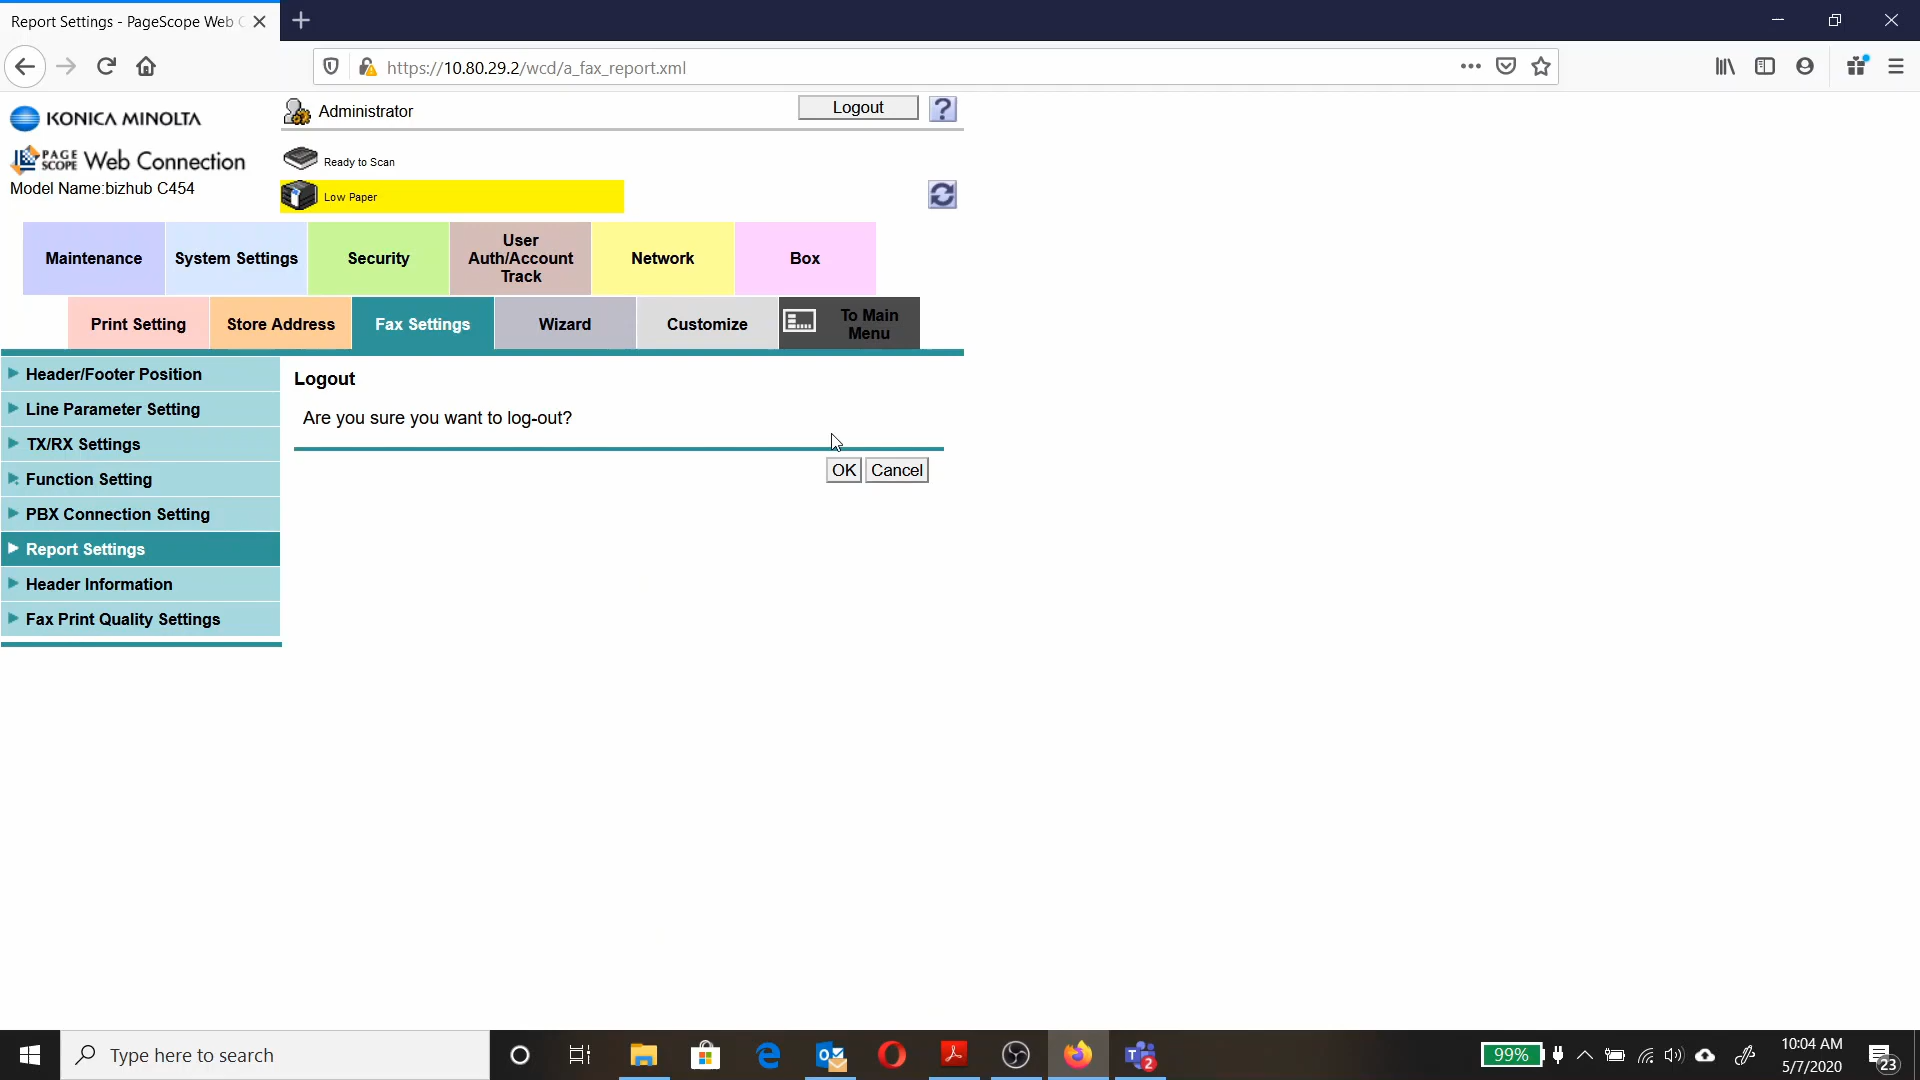 Report Settings - PageScope Web C
https://10.80.29.2/wcd/a_fax_report.xml
KONICA MINOLTA
PAGE SCOPE Web Connection
Model Name:bizhub C454
Administrator
Logout
?
Ready to Scan
Low Paper
Maintenance
System Settings
Security
User Auth/Account Track
Network
Box
Print Setting
Store Address
Fax Settings
Wizard
Customize
To Main Menu
Header/Footer Position
Line Parameter Setting
TX/RX Settings
Function Setting
PBX Connection Setting
Report Settings
Header Information
Fax Print Quality Settings
Logout
Are you sure you want to log-out?
OK Cancel
Type here to search
2
99%
10:04 AM
5/7/2020
23